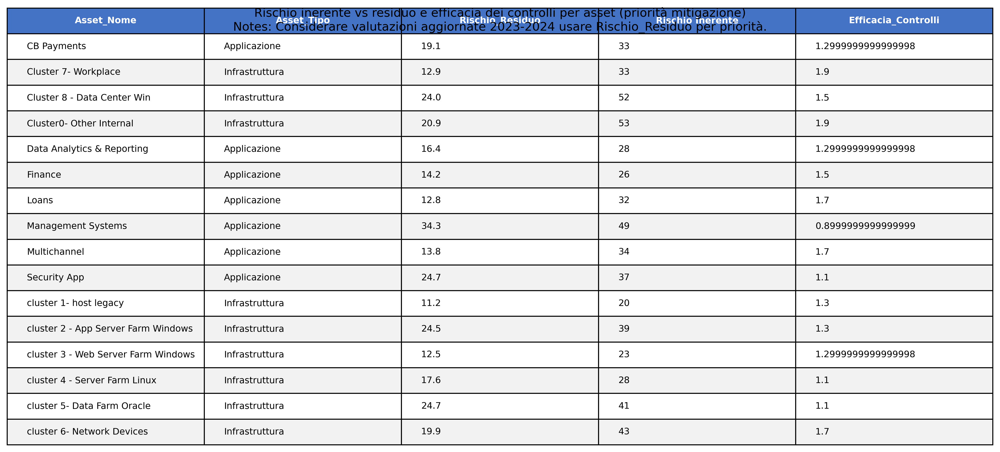 Rischio inerente vs residuo e efficacia dei controlli per asset (priorità mitigazione)
Notes: Considerare valutazioni aggiornate 2023-2024 usare Rischio_Residuo per priorità.
Asset_Nome Asset_Tipo Rischio_Residuo Rischio inerente Efficacia_Controlli
CB Payments Applicazione 19.1 33 1.2999999999999998
Cluster 7- Workplace Infrastruttura 12.9 33 1.9
Cluster 8 - Data Center Win Infrastruttura 24.0 52 1.5
Cluster0- Other Internal Infrastruttura 20.9 53 1.9
Data Analytics & Reporting Applicazione 16.4 28 1.2999999999999998
Finance Applicazione 14.2 26 1.5
Loans Applicazione 12.8 32 1.7
Management Systems Applicazione 34.3 49 0.8999999999999999
Multichannel Applicazione 13.8 34 1.7
Security App Applicazione 24.7 37 1.1
cluster 1- host legacy Infrastruttura 11.2 20 1.3
cluster 2 - App Server Farm Windows Infrastruttura 24.5 39 1.3
cluster 3 - Web Server Farm Windows Infrastruttura 12.5 23 1.2999999999999998
cluster 4 - Server Farm Linux Infrastruttura 17.6 28 1.1
cluster 5- Data Farm Oracle Infrastruttura 24.7 41 1.1
cluster 6- Network Devices Infrastruttura 19.9 43 1.7